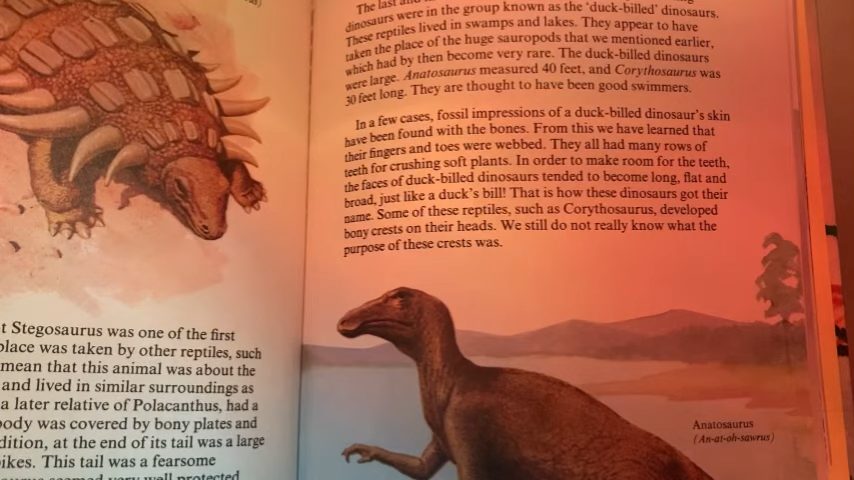 t Stegosaurus was one of the first
place was taken by other reptiles, such
mean that this animal was about the
and lived in similar surroundings as
a later relative of Polacanthus, had a
body was covered by bony plates and
dition, at the end of its tail was a large
ikes. This tail was a fearsome
seemed very well protected
The last and
dinosaurs were in the group known as the 'duck-billed' dinosaurs.
These reptiles lived in swamps and lakes. They appear to have
taken the place of the huge sauropods that we mentioned earlier,
which had by then become very rare. The duck-billed dinosaurs
were large. Anatosaurus measured 40 feet, and Corythosaurus was
30 feet long. They are thought to have been good swimmers.
In a few cases, fossil impressions of a duck-billed dinosaur's skin
have been found with the bones. From this we have learned that
their fingers and toes were webbed. They all had many rows of
teeth for crushing soft plants. In order to make room for the teeth,
the faces of duck-billed dinosaurs tended to become long, flat and
broad, just like a duck's bill! That is how these dinosaurs got their
name. Some of these reptiles, such as Corythosaurus, developed
bony crests on their heads. We still do not really know what the
purpose of these crests was.
Anatosaurus
(An-at-oh-sawrus)